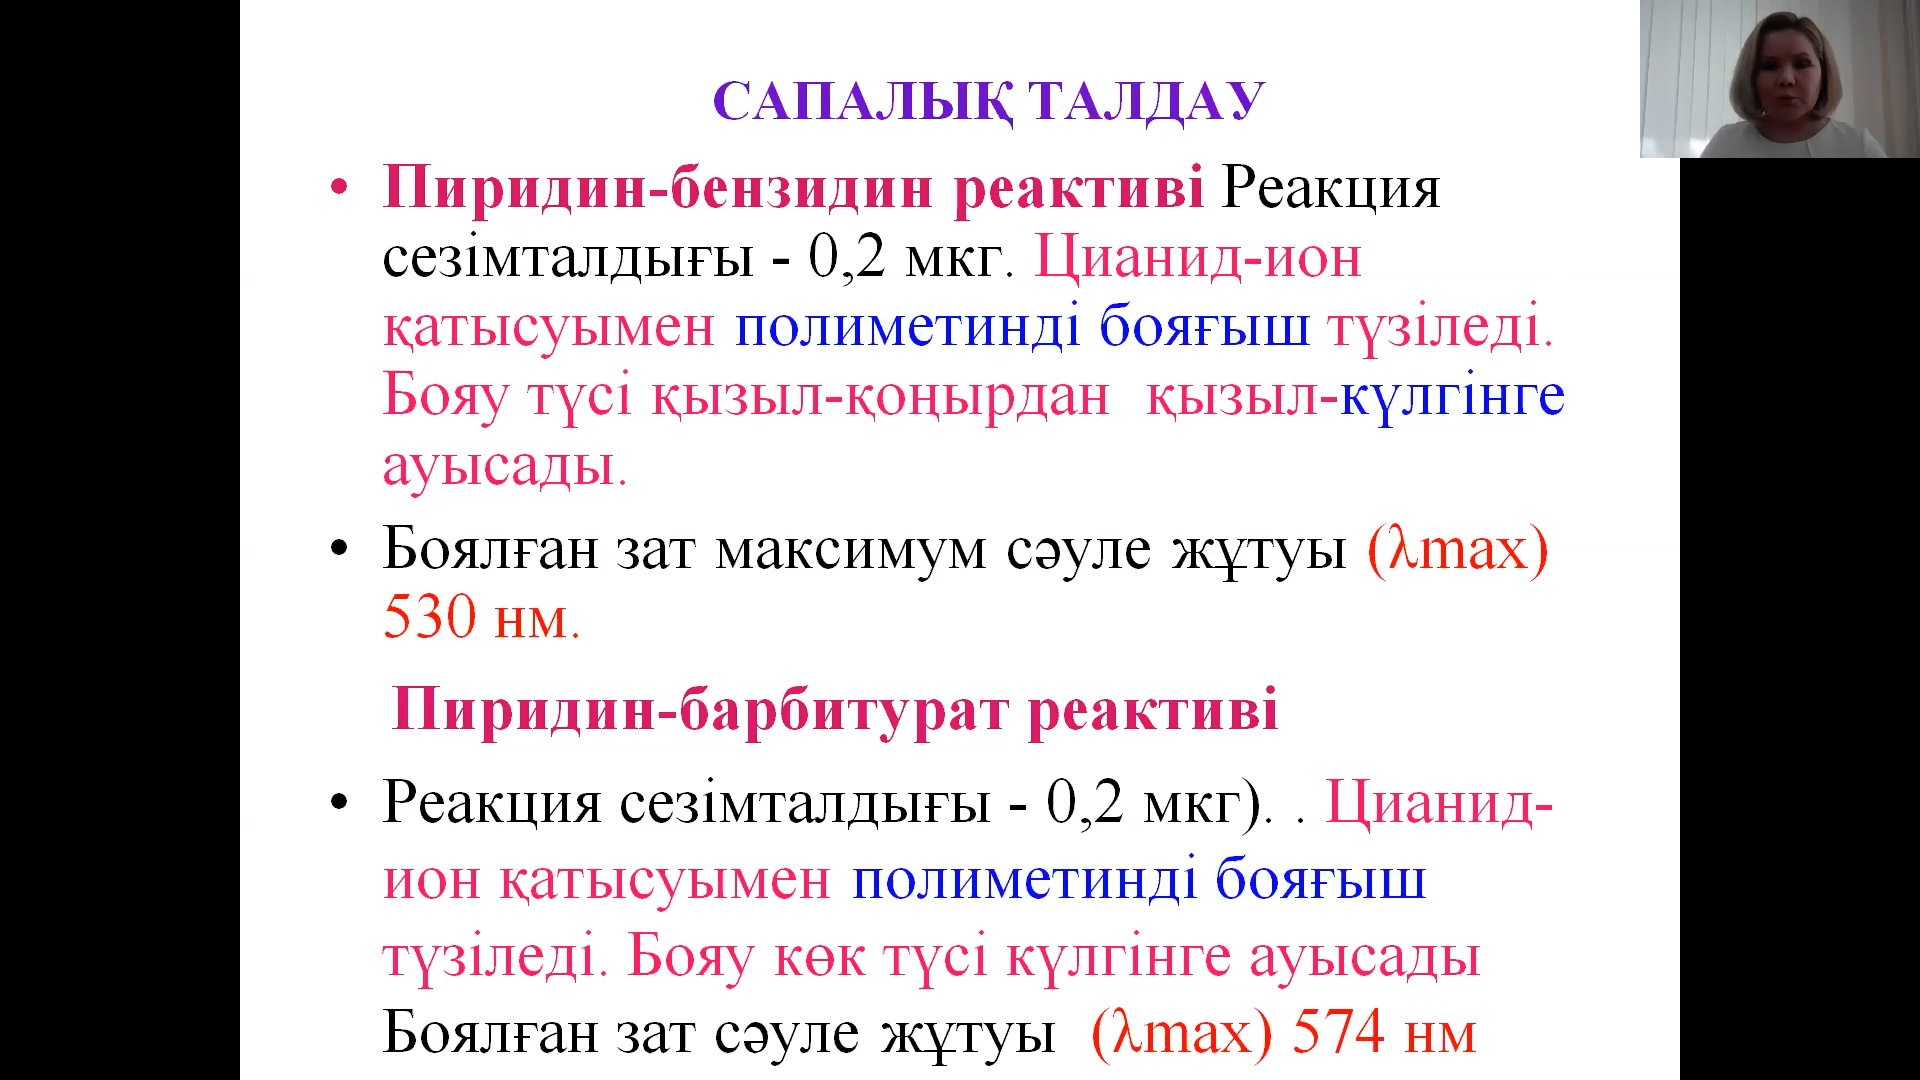 САПАЛЫҚ ТАЛДАУ
• Пиридин-бензидин реактиві Реакция
сезімталдығы - 0,2 мкг. Цианид-ион
қатысуымен полиметинді бояғыш түзіледі.
Бояу түсі қызыл-қоңырдан қызыл-күлгінге
ауысады.
• Боялған зат максимум сәуле жұтуы (λmax)
530 нм.
Пиридин-барбитурат реактиві
• Реакция сезімталдығы - 0,2 мкг). . Цианид-
ион қатысуымен полиметинді бояғыш
түзіледі. Бояу көк түсі күлгінге ауысады
Боялған зат сәуле жұтуы (λmax) 574 нм